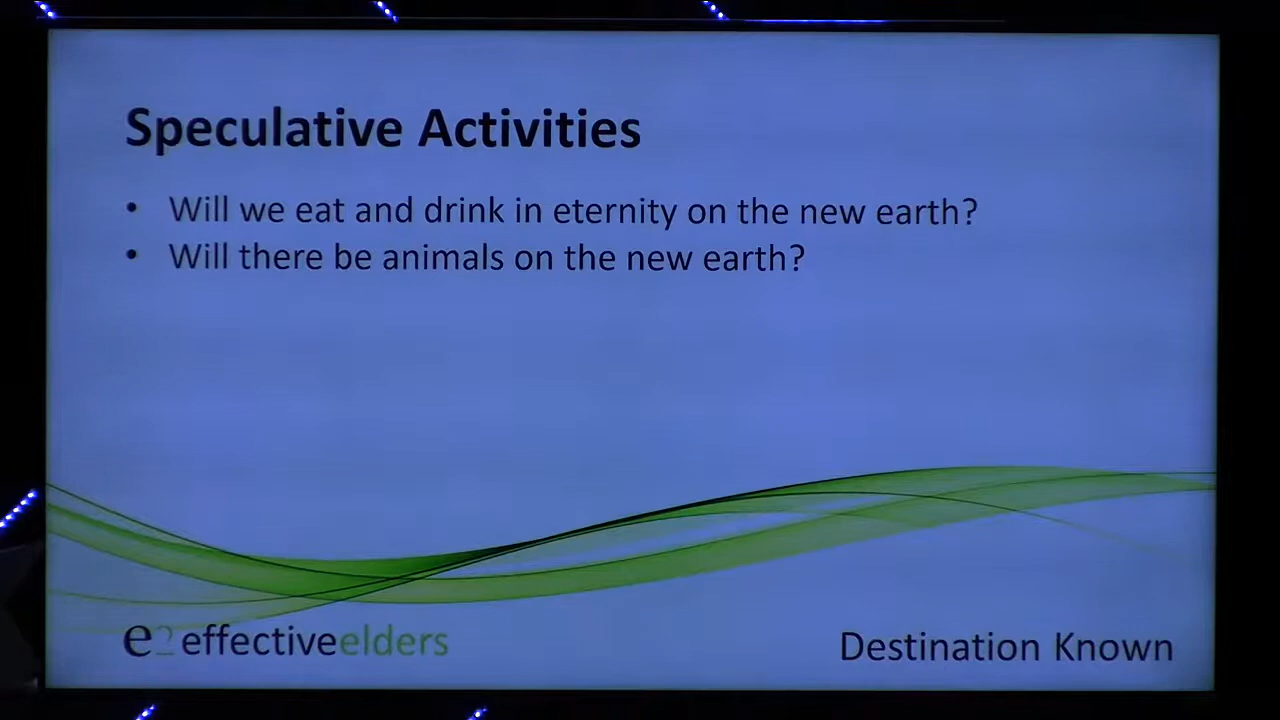 Speculative Activities
• Will we eat and drink in eternity on the new earth?
• Will there be animals on the new earth?
e2 effectiveelders
Destination Known